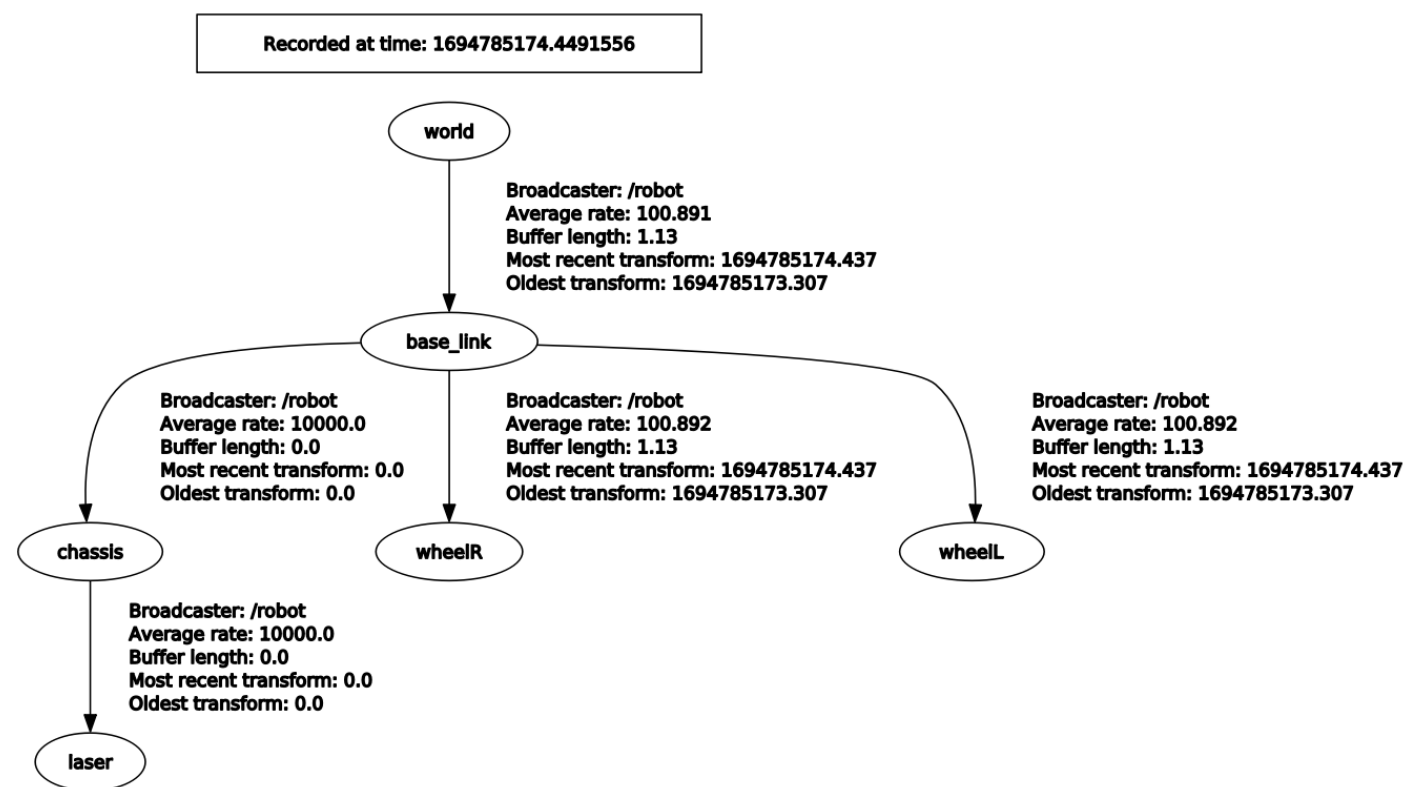 Recorded at time: 1694785174.4491556
world
Broadcaster: /robot
Average rate: 100.891
Buffer length: 1.13
Most recent transform: 1694785174.437
Oldest transform: 1694785173.307
base_link
Broadcaster: /robot
Average rate: 10000.0
Buffer length: 0.0
Most recent transform: 0.0
Oldest transform: 0.0
Broadcaster: /robot
Average rate: 100.892
Buffer length: 1.13
Most recent transform: 1694785174.437
Oldest transform: 1694785173.307
Broadcaster: /robot
Average rate: 100.892
Buffer length: 1.13
Most recent transform: 1694785174.437
Oldest transform: 1694785173.307
chassis
wheelR
wheelL
Broadcaster: /robot
Average rate: 10000.0
Buffer length: 0.0
Most recent transform: 0.0
Oldest transform: 0.0
laser